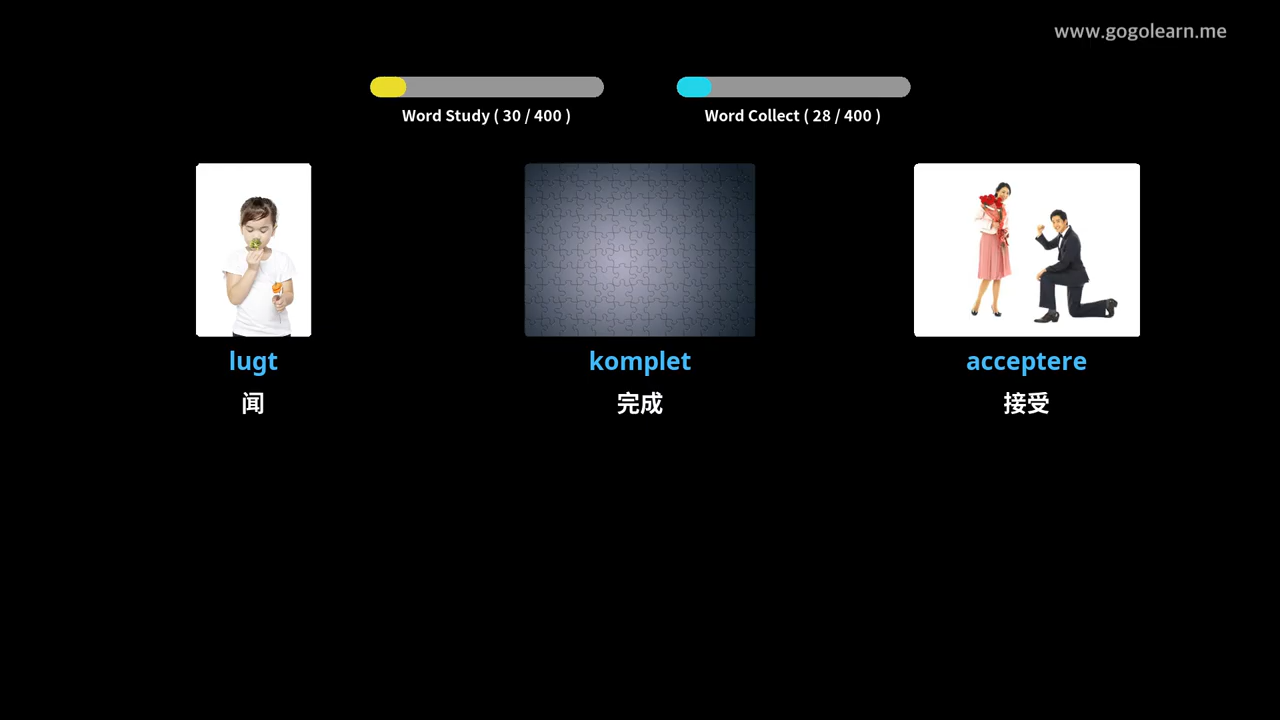 www.gogolearn.me
Word Study ( 30 / 400 )
Word Collect ( 28 / 400 )
lugt
komplet
acceptere
闻
完成
接受